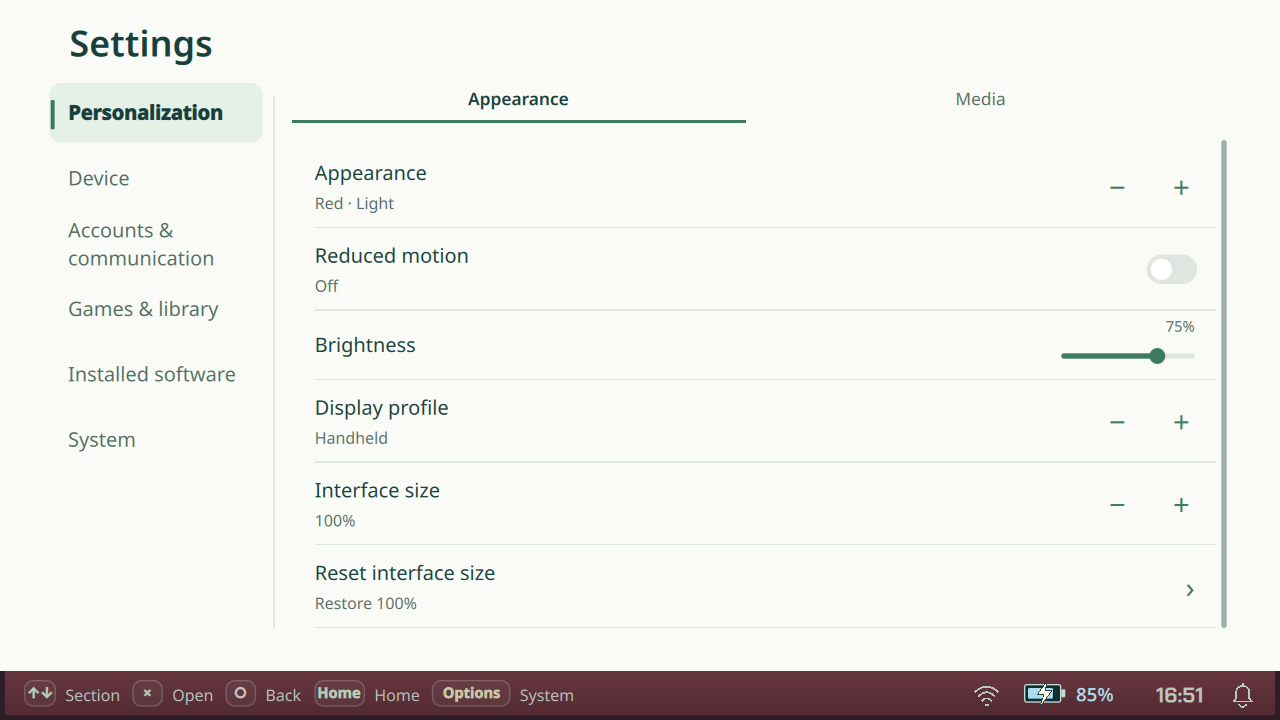 Settings
Personalization
Device
Accounts &
communication
Games & library
Installed software
System
Appearance
Media
Appearance
Red · Light
Reduced motion
Off
Brightness
75%
Display profile
Handheld
Interface size
100%
Reset interface size
Restore 100%
Section
Open
Back
Home Home
Options System
85%
16:51